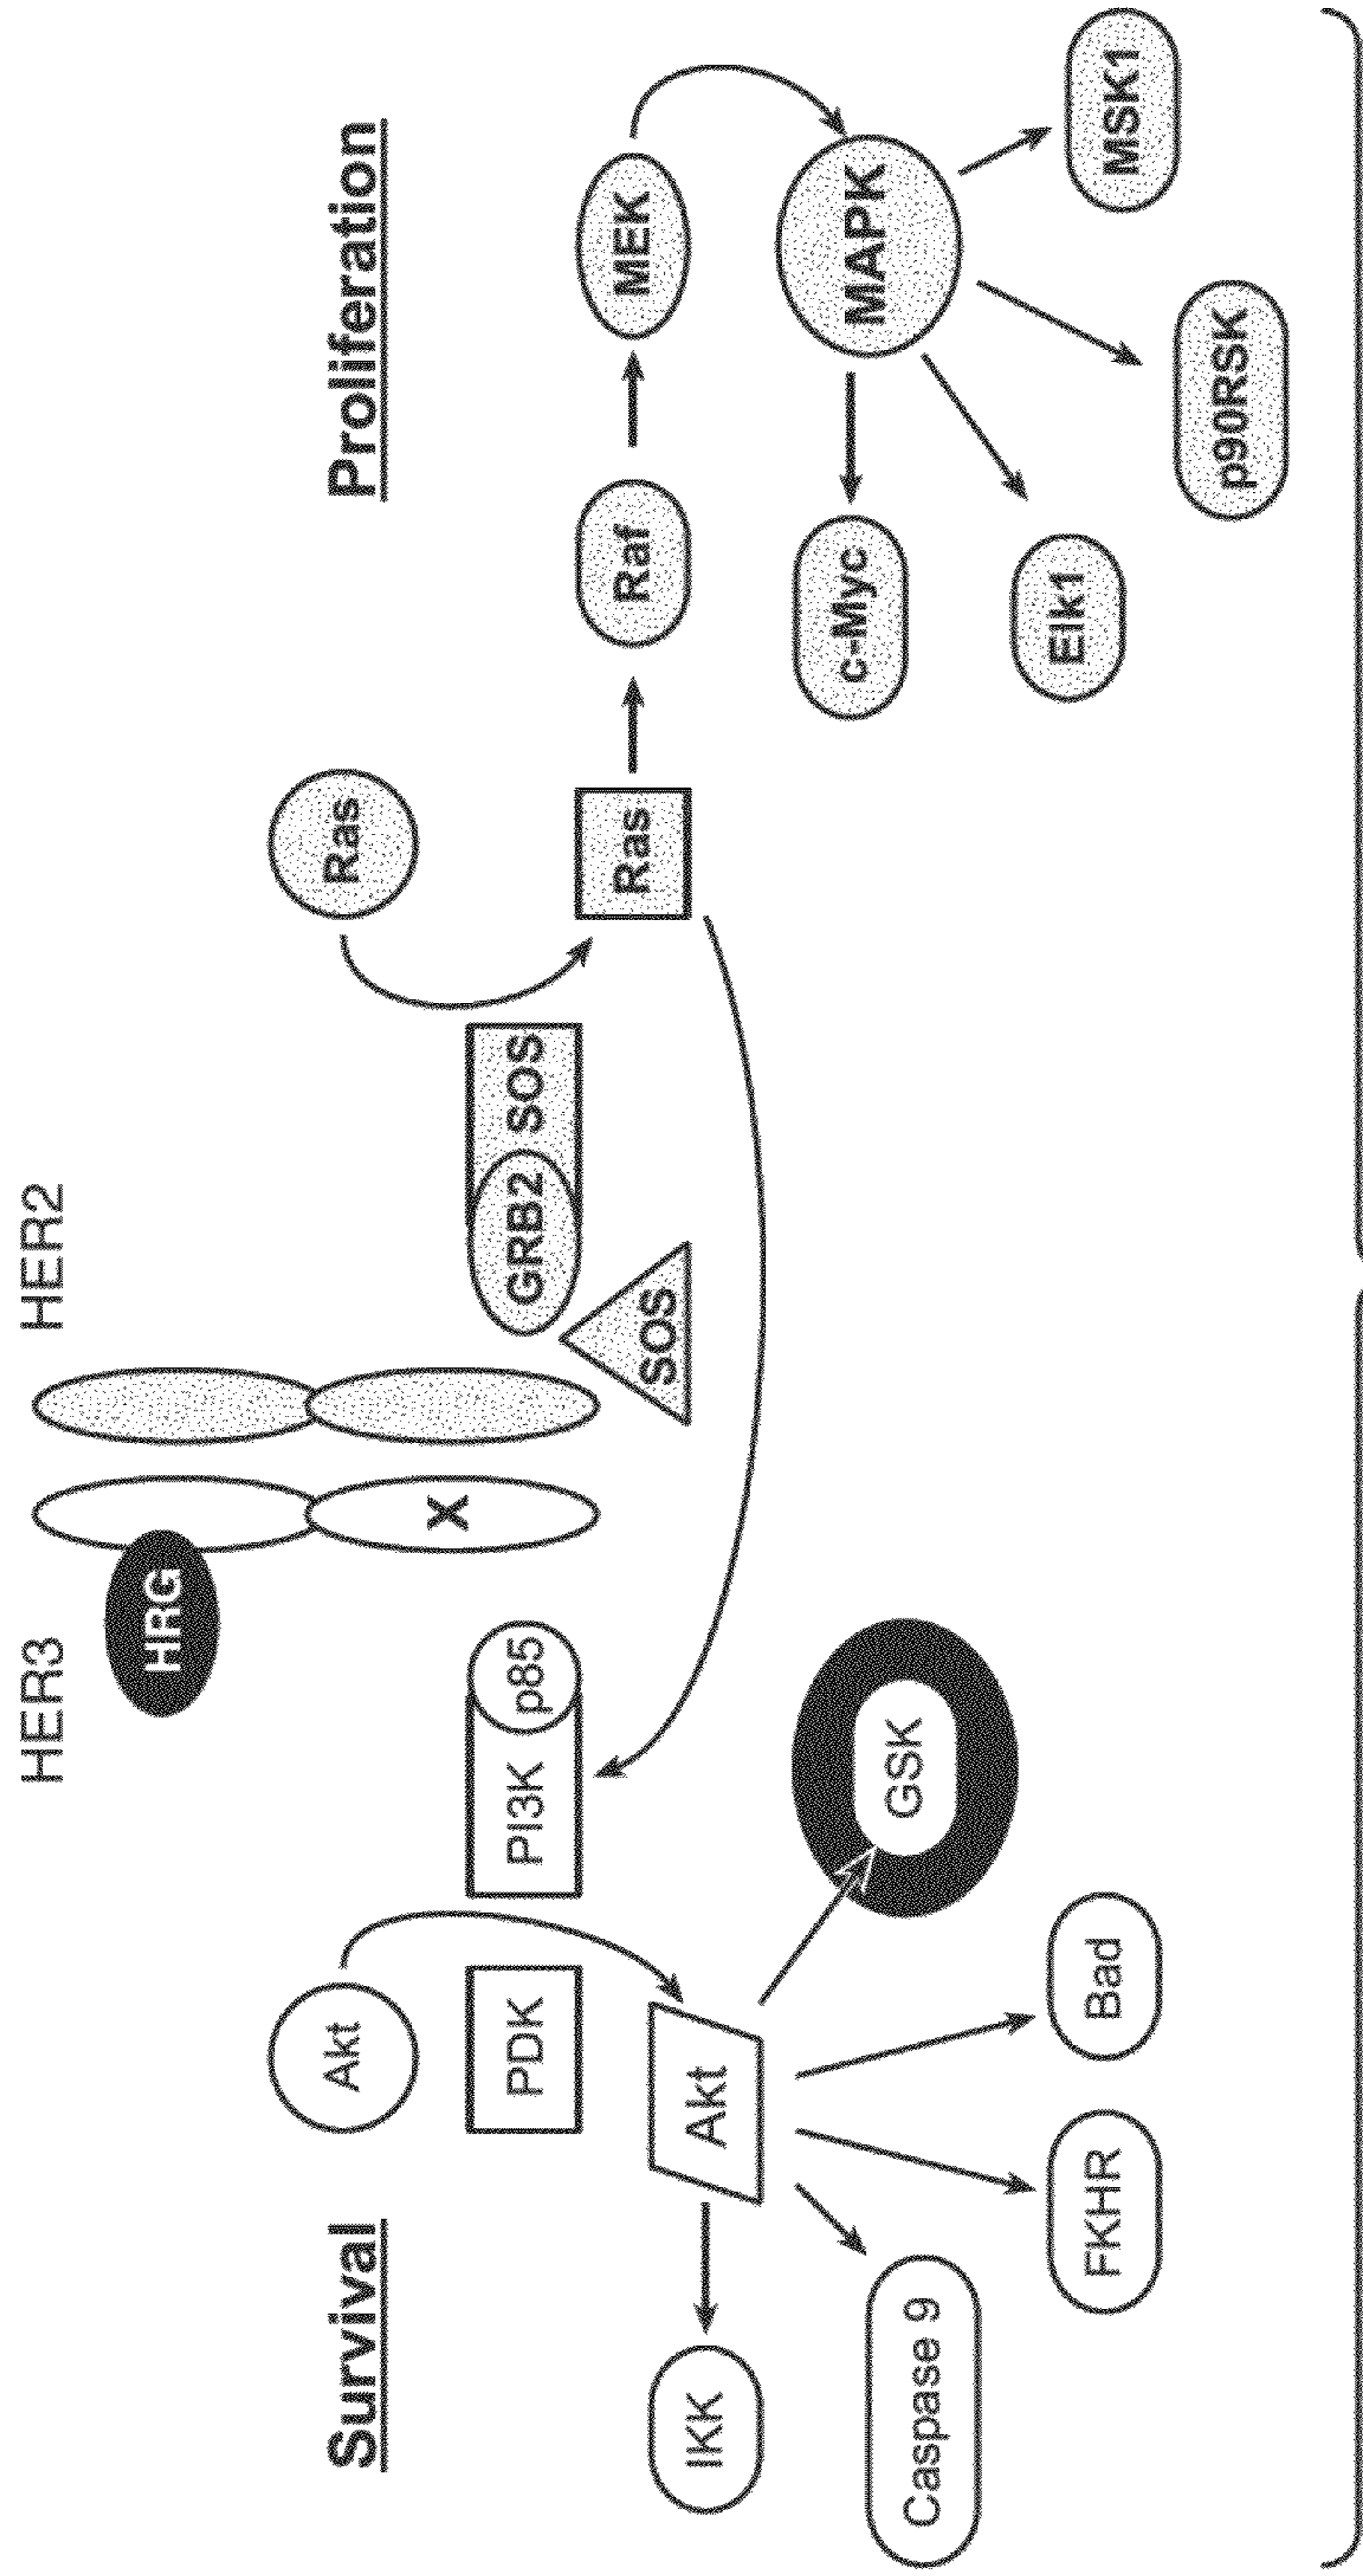 HER3
HER2
HRG
X
Survival
Proliferation
Akt
Ras
PDK
PI3K
p85
GRB2
SOS
SOS
Akt
Ras
Raf
MEK
IKK
GSK
c-Myc
MAPK
Caspase 9
FKHR
Bad
Elk1
p90RSK
MSK1